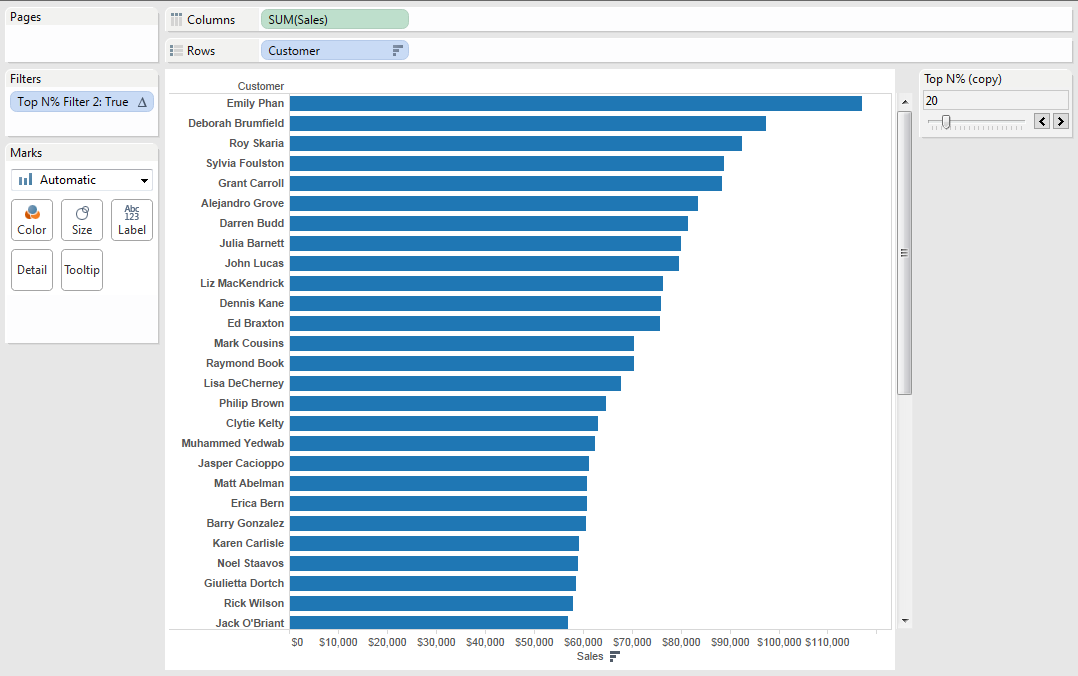 Pages
Columns
SUM(Sales)
Rows
Customer
Filters
Top N% Filter 2: True Δ
Marks
Automatic
Color
Size
Abc
123
Label
Detail
Tooltip
Customer
Emily Phan
Deborah Brumfield
Roy Skaria
Sylvia Foulston
Grant Carroll
Alejandro Grove
Darren Budd
Julia Barnett
John Lucas
Liz MacKendrick
Dennis Kane
Ed Braxton
Mark Cousins
Raymond Book
Lisa DeCherney
Philip Brown
Clytie Kelty
Muhammed Yedwab
Jasper Cacioppo
Matt Abelman
Erica Bern
Barry Gonzalez
Karen Carlisle
Noel Staavos
Giulietta Dortch
Rick Wilson
Jack O'Briant
$0 $10,000 $20,000 $30,000 $40,000 $50,000 $60,000 $70,000 $80,000 $90,000 $100,000 $110,000
Sales
Top N% (copy)
20